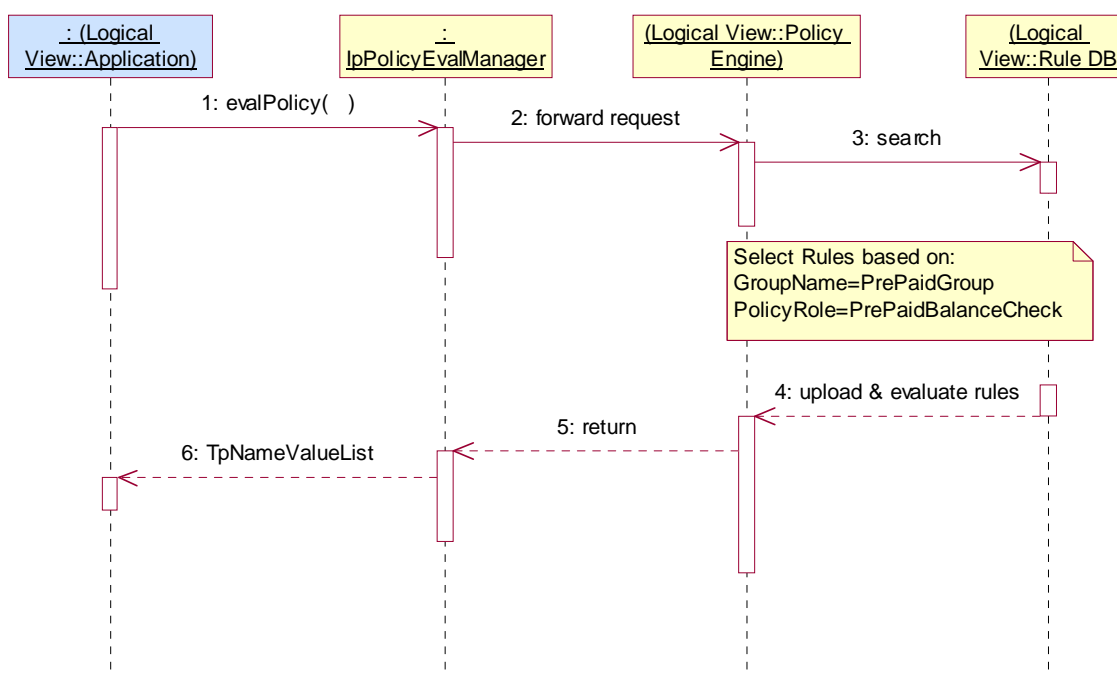 : (Logical
View::Application)
:
IpPolicyEvalManager
(Logical View::Policy
Engine)
(Logical
View::Rule DB
1: evalPolicy( )
2: forward request
3: search
Select Rules based on:
GroupName=PrePaidGroup
PolicyRole=PrePaidBalanceCheck
4: upload & evaluate rules
5: return
6: TpNameValueList